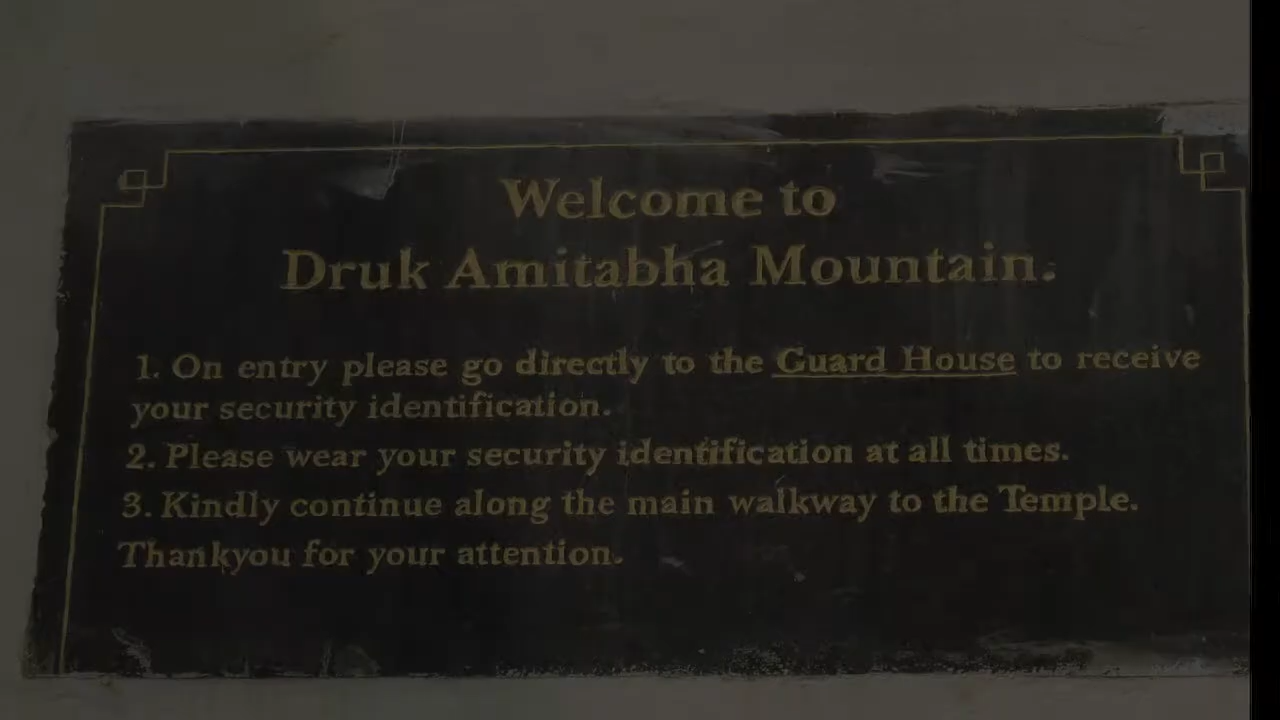 Welcome to
Druk Amitabha Mountain.
1. On entry please go directly to the Guard House to receive
your security identification.
2. Please wear your security identification at all times.
3. Kindly continue along the main walkway to the Temple.
Thankyou for your attention.